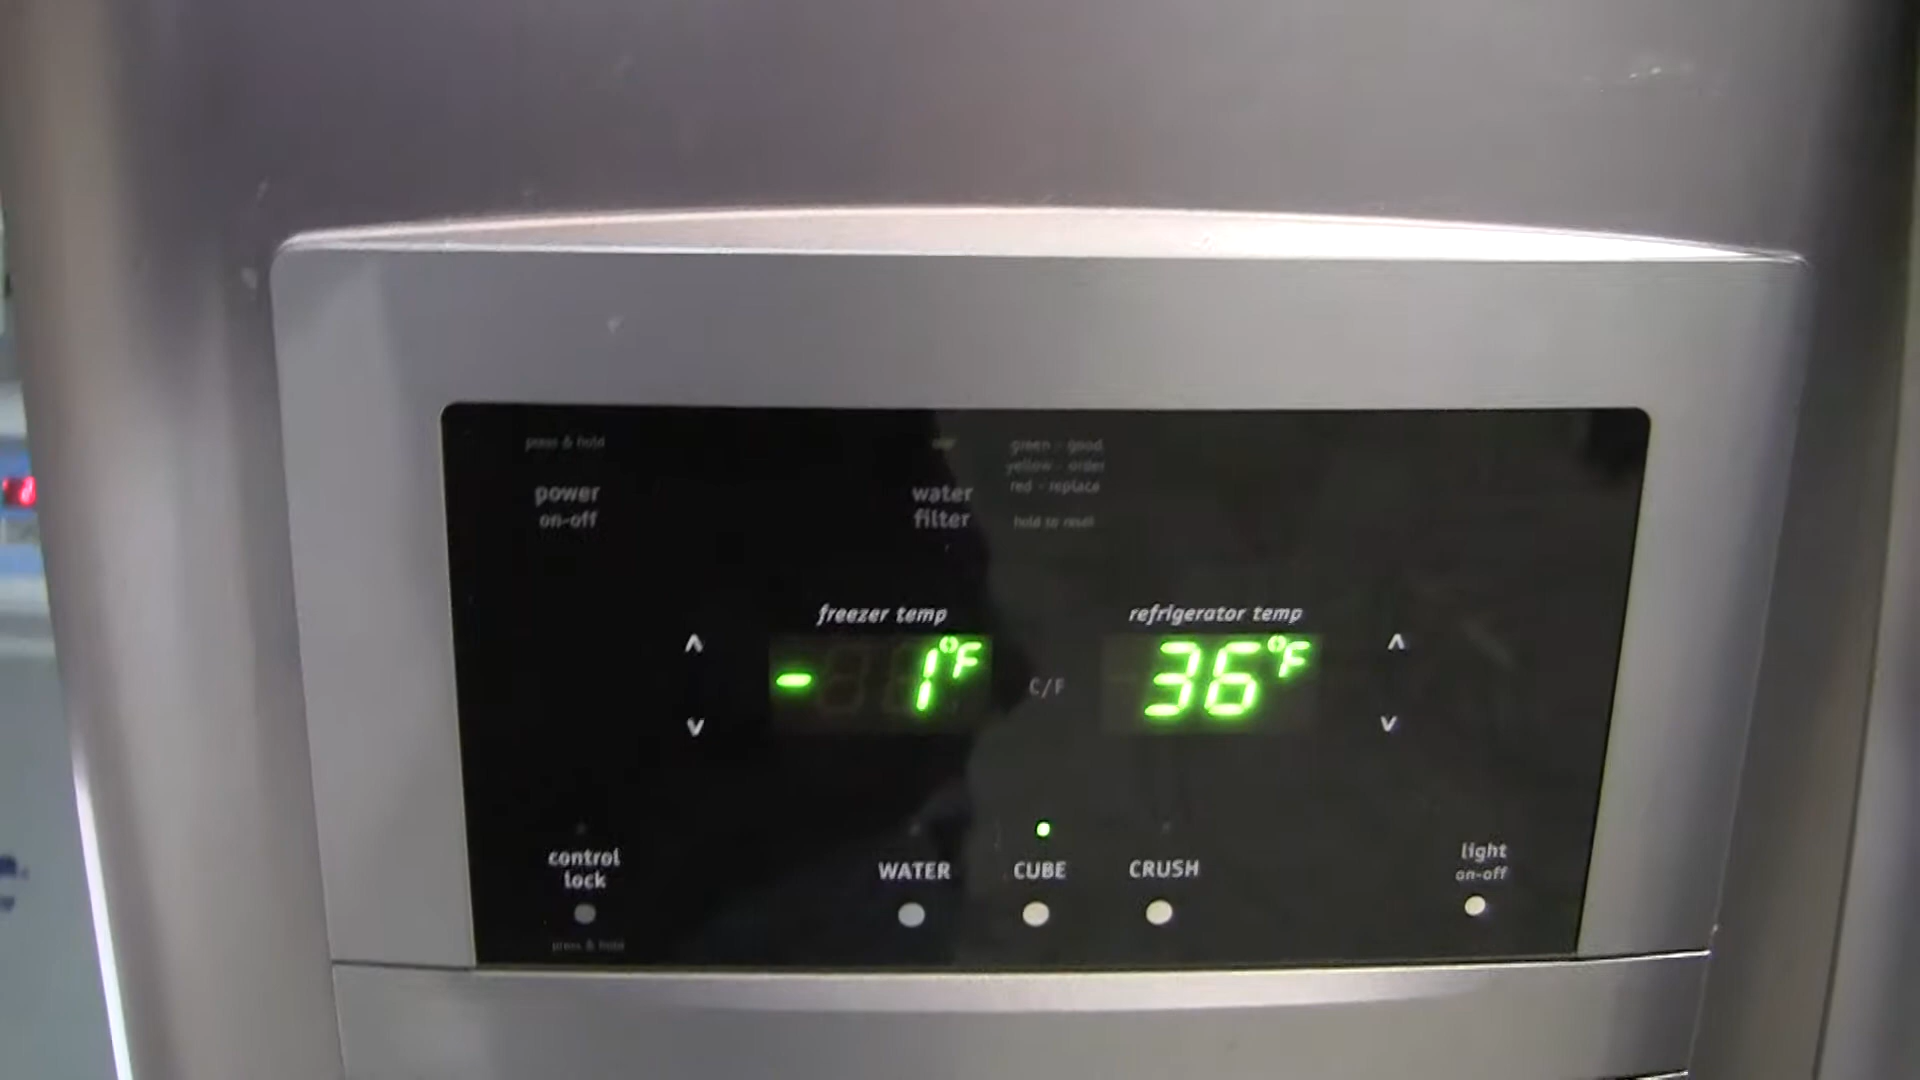 press & hold
power
on-off
water
filter
green - good
yellow - order
red - replace
hold to reset
freezer temp
- 1°F
C/F
refrigerator temp
36°F
control
lock
press & hold
WATER
CUBE
CRUSH
light
on-off